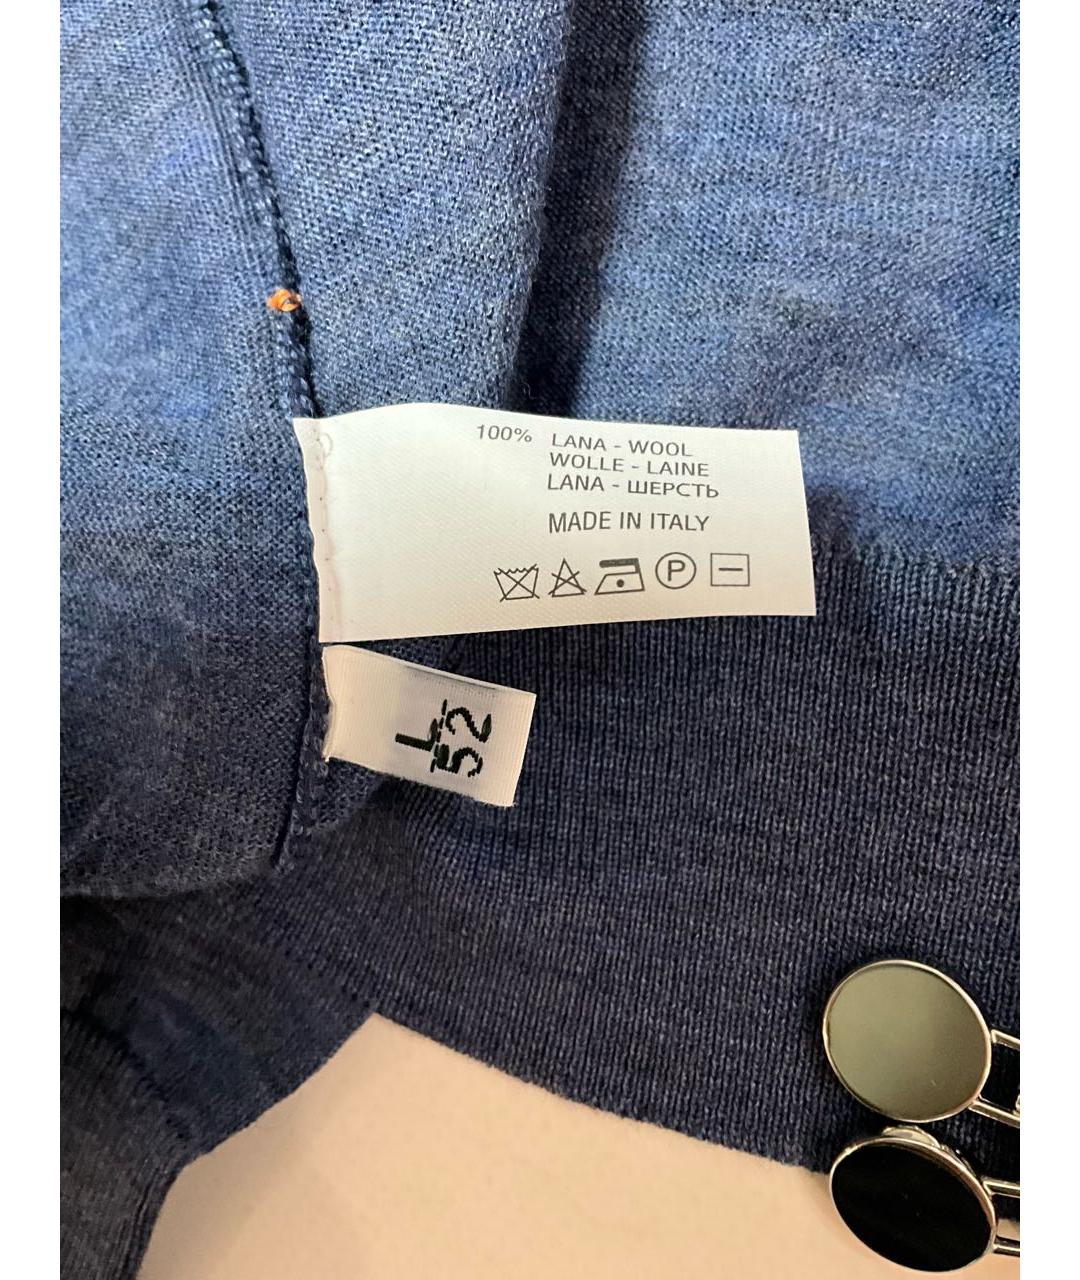 100% LANA - WOOL
WOLLE - LAINE
LANA - ШЕРСТЬ
MADE IN ITALY
P
L
52